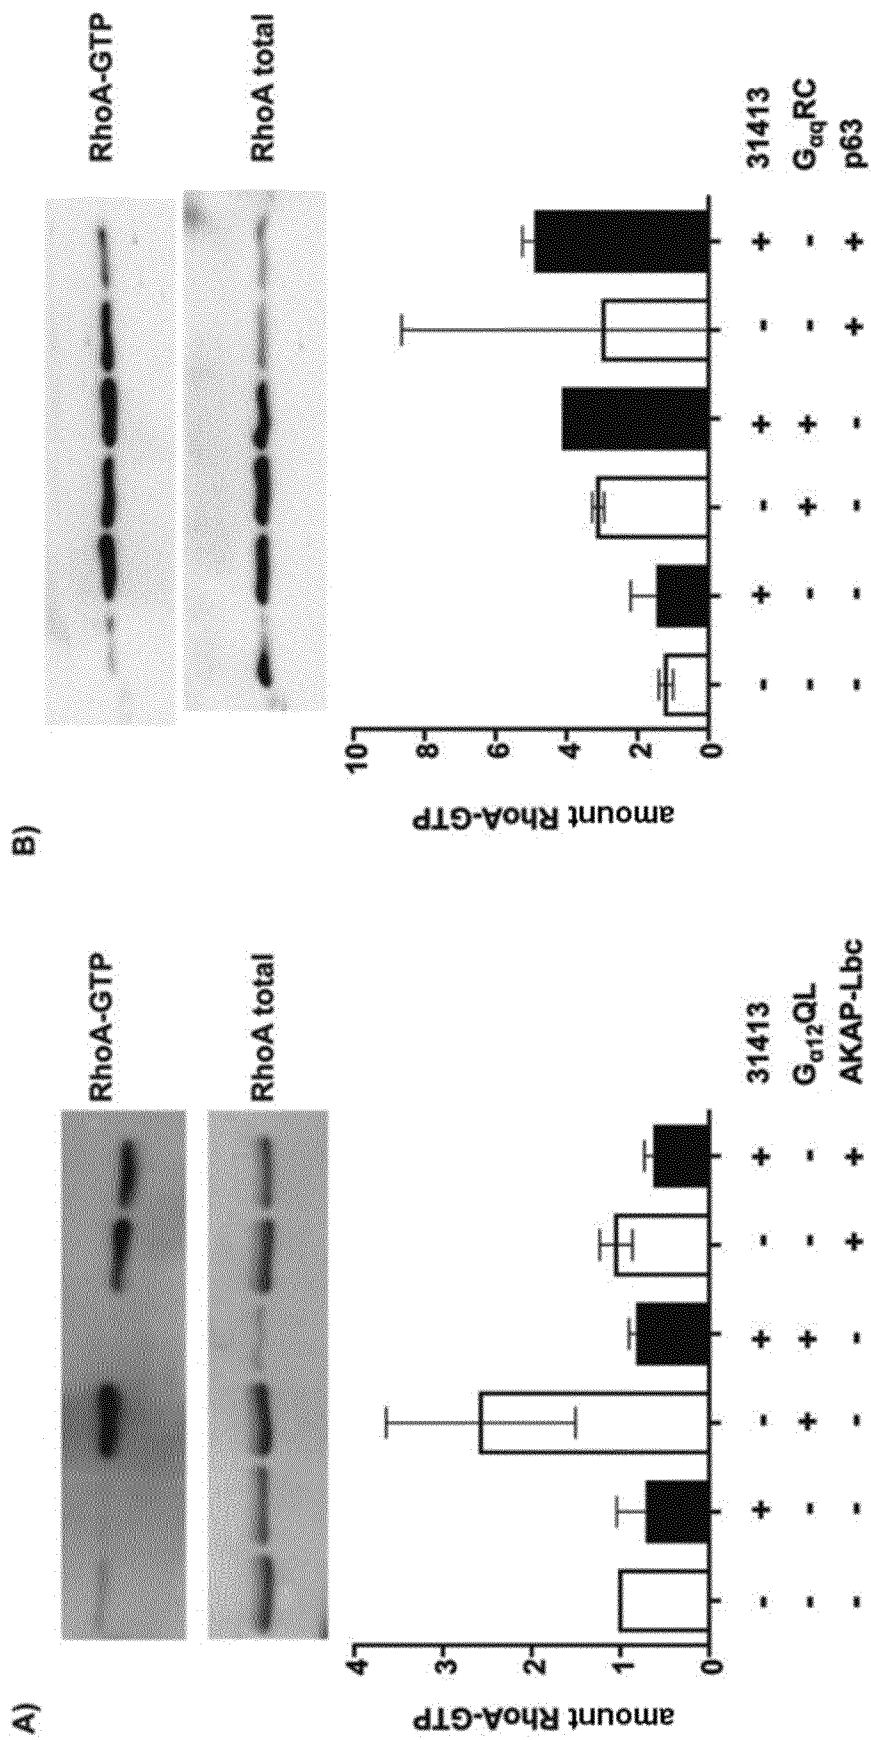 A)
RhoA-GTP
RhoA total
amount RhoA-GTP
4
3
2
1
0
- + - + - + 31413
- - + + - - Gα12QL
- - - - + + AKAP-Lbc
B)
RhoA-GTP
RhoA total
amount RhoA-GTP
10
8
6
4
2
0
- + - + - + 31413
- - + + - - GαqRC
- - - - + + p63